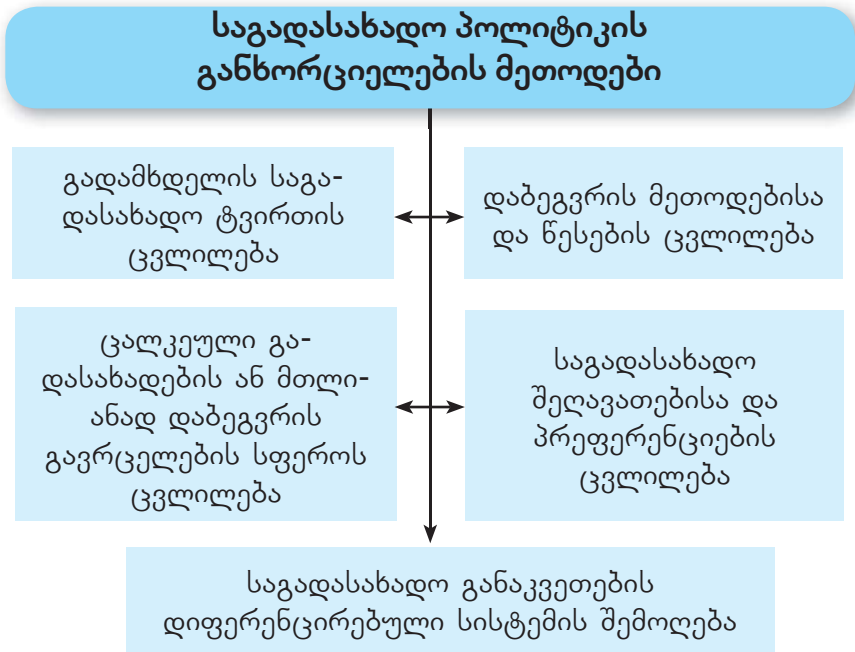 საგადასახადო პოლიტიკის
განხორციელების მეთოდები
გადამხდელის საგა-
დასახადო ტვირთის
ცვლილება
დაბეგვრის მეთოდებისა
და წესების ცვლილება
ცალკეული გა-
დასახადების ან მთლი-
ანად დაბეგვრის
გავრცელების სფეროს
ცვლილება
საგადასახადო
შეღავათებისა და
პრეფერენციების
ცვლილება
საგადასახადო განაკვეთების
დიფერენცირებული სისტემის შემოღება